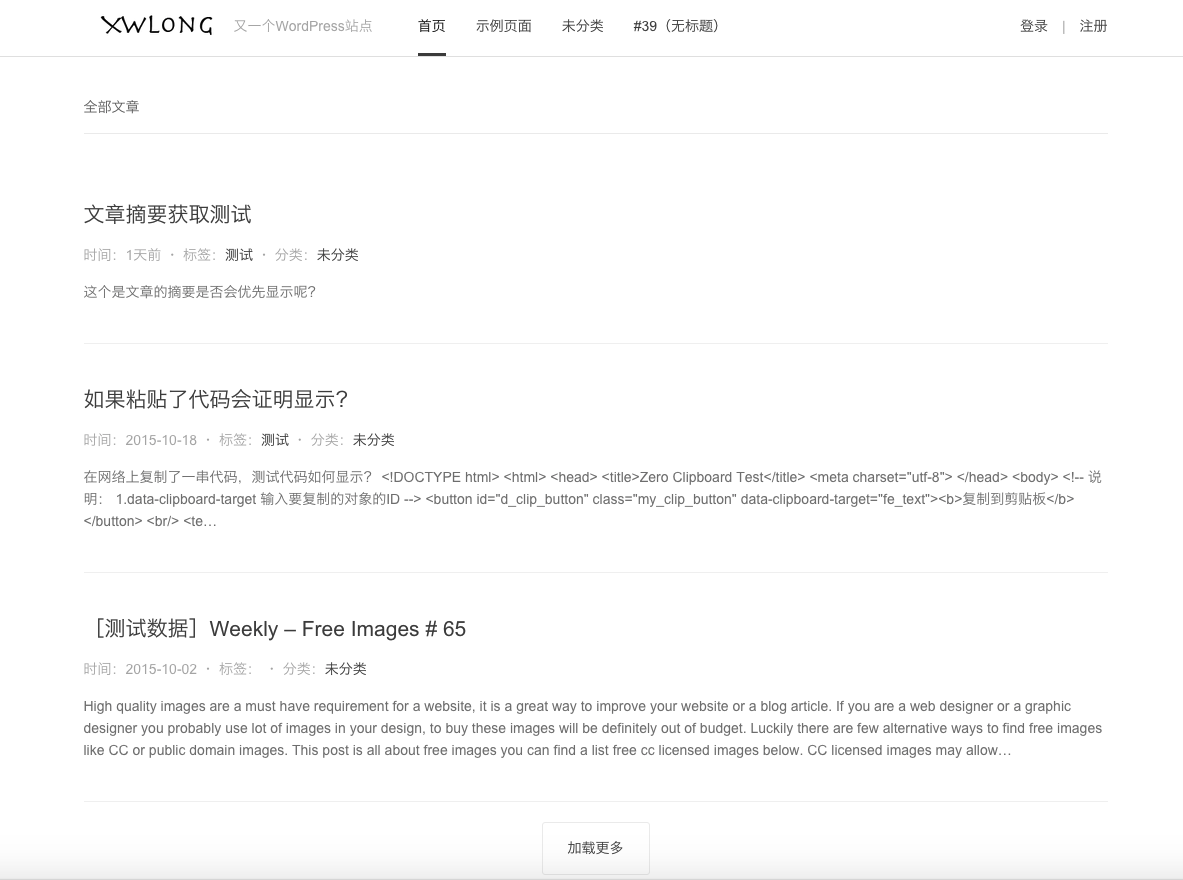 XWLONG 又一个WordPress站点 首页 示例页面 未分类 #39（无标题） 登录 | 注册
全部文章
文章摘要获取测试
时间：1天前 · 标签：测试 · 分类：未分类
这个是文章的摘要是否会优先显示呢？
如果粘贴了代码会证明显示？
时间：2015-10-18 · 标签：测试 · 分类：未分类
在网络上复制了一串代码，测试代码如何显示？ <!DOCTYPE html> <html> <head> <title>Zero Clipboard Test</title> <meta charset="utf-8"> </head> <body> <!-- 说
明： 1.data-clipboard-target 输入要复制的对象的ID --> <button id="d_clip_button" class="my_clip_button" data-clipboard-target="fe_text"><b>复制到剪贴板</b>
</button> <br/> <te…
［测试数据］Weekly – Free Images # 65
时间：2015-10-02 · 标签： · 分类：未分类
High quality images are a must have requirement for a website, it is a great way to improve your website or a blog article. If you are a web designer or a graphic
designer you probably use lot of images in your design, to buy these images will be definitely out of budget. Luckily there are few alternative ways to find free images
like CC or public domain images. This post is all about free images you can find a list free cc licensed images below. CC licensed images may allow…
加载更多